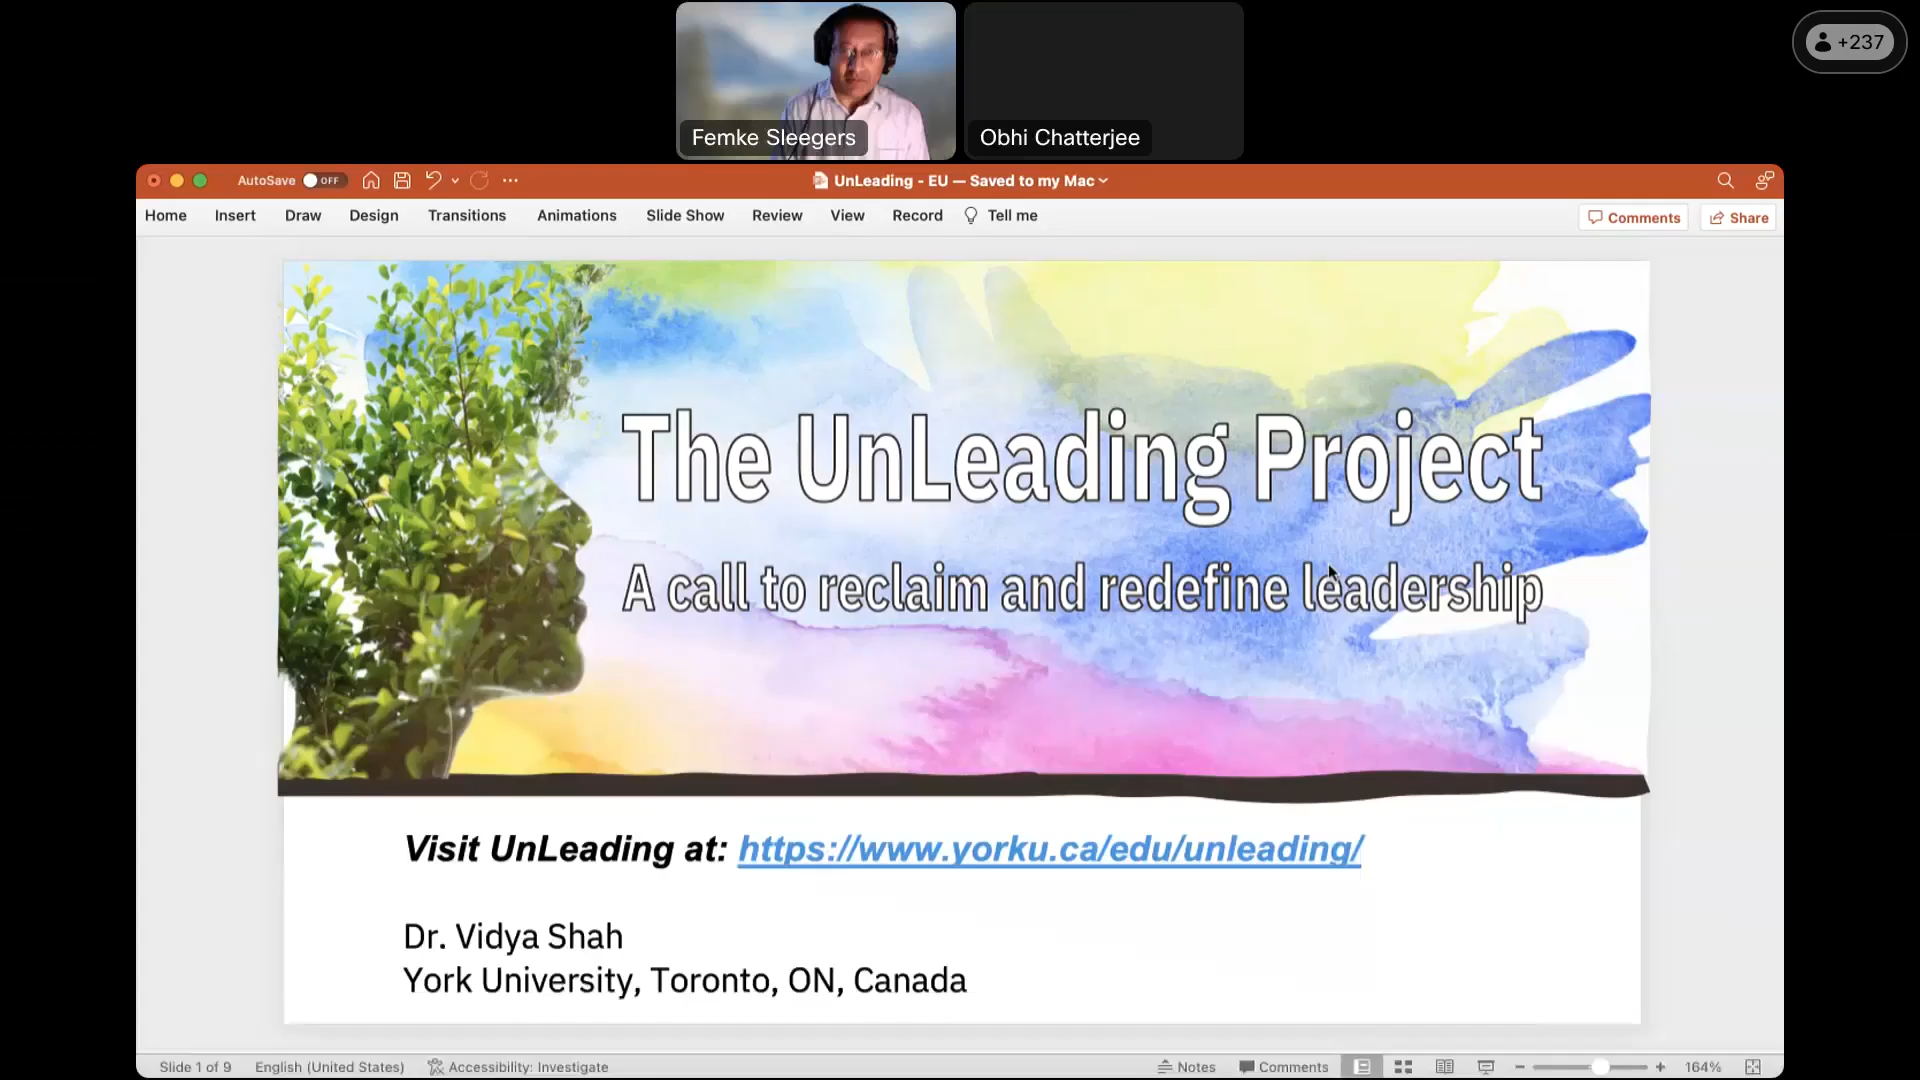 +237
Femke Sleegers
Obhi Chatterjee
AutoSave OFF
UnLeading - EU — Saved to my Mac
Home Insert Draw Design Transitions Animations Slide Show Review View Record Tell me
Comments Share
The UnLeading Project
A call to reclaim and redefine leadership
Visit UnLeading at: https://www.yorku.ca/edu/unleading/
Dr. Vidya Shah
York University, Toronto, ON, Canada
Slide 1 of 9 English (United States) Accessibility: Investigate
Notes Comments 164%